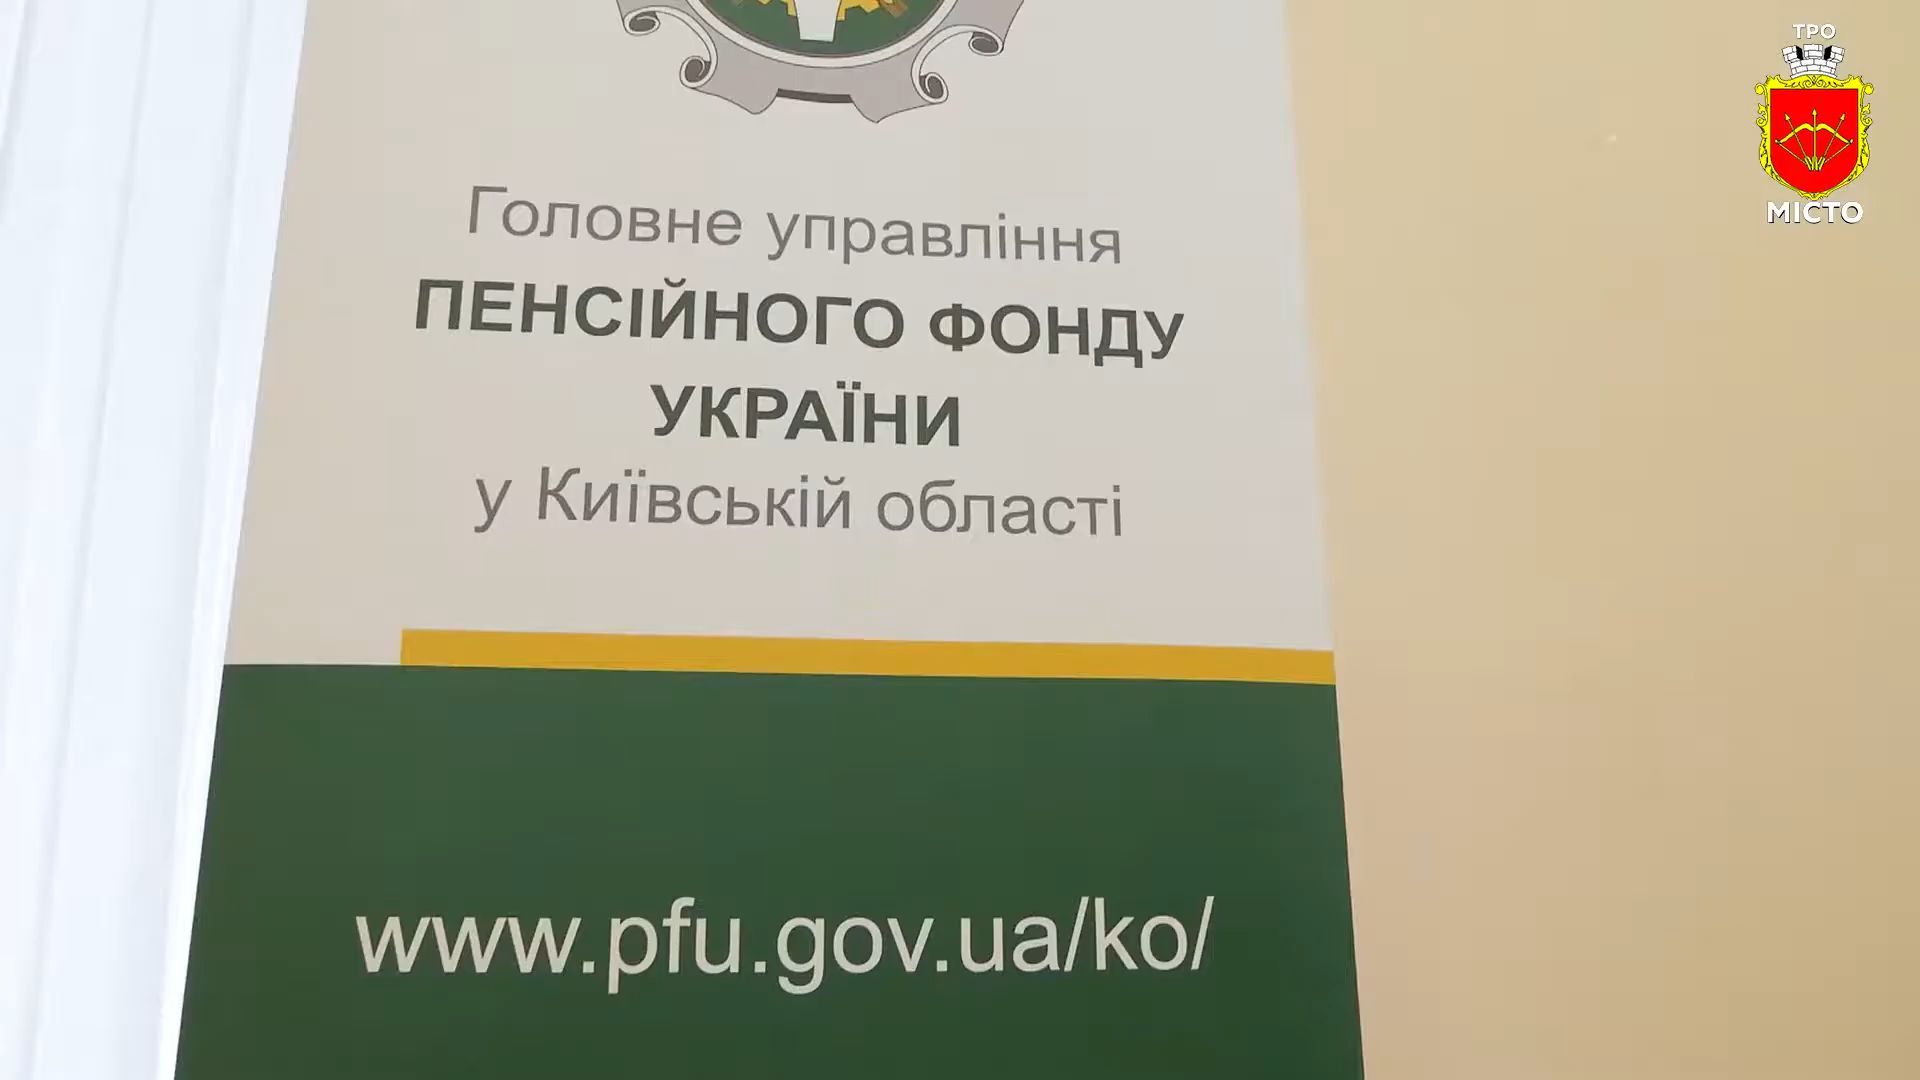 ТРО
МІСТО
Головне управління
ПЕНСІЙНОГО ФОНДУ
УКРАЇНИ
у Київській області
www.pfu.gov.ua/ko/